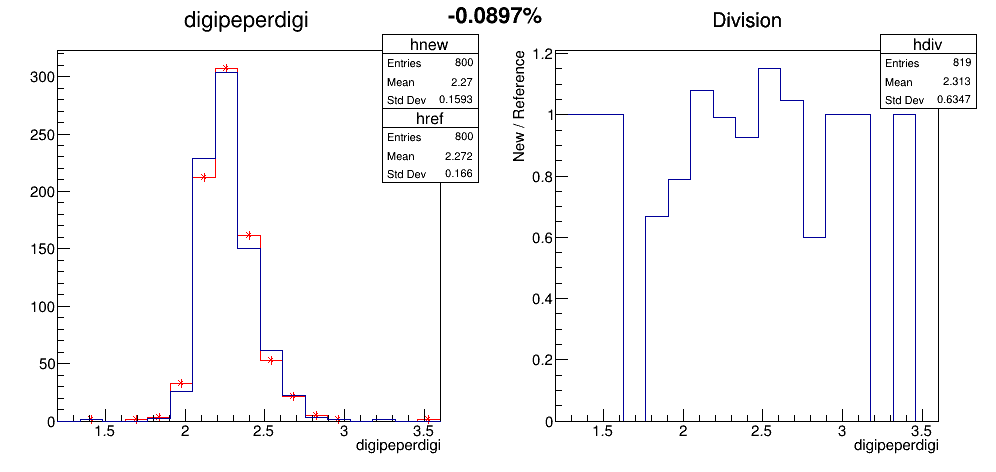 -0.0897%
digipeperdigi
hnew
Entries 800
Mean 2.27
Std Dev 0.1593
href
Entries 800
Mean 2.272
Std Dev 0.166
300
250
200
150
100
50
0
1.5 2 2.5 3 3.5
digipeperdigi
Division
hdiv
Entries 819
Mean 2.313
Std Dev 0.6347
New / Reference
1.2
1
0.8
0.6
0.4
0.2
0
1.5 2 2.5 3 3.5
digipeperdigi